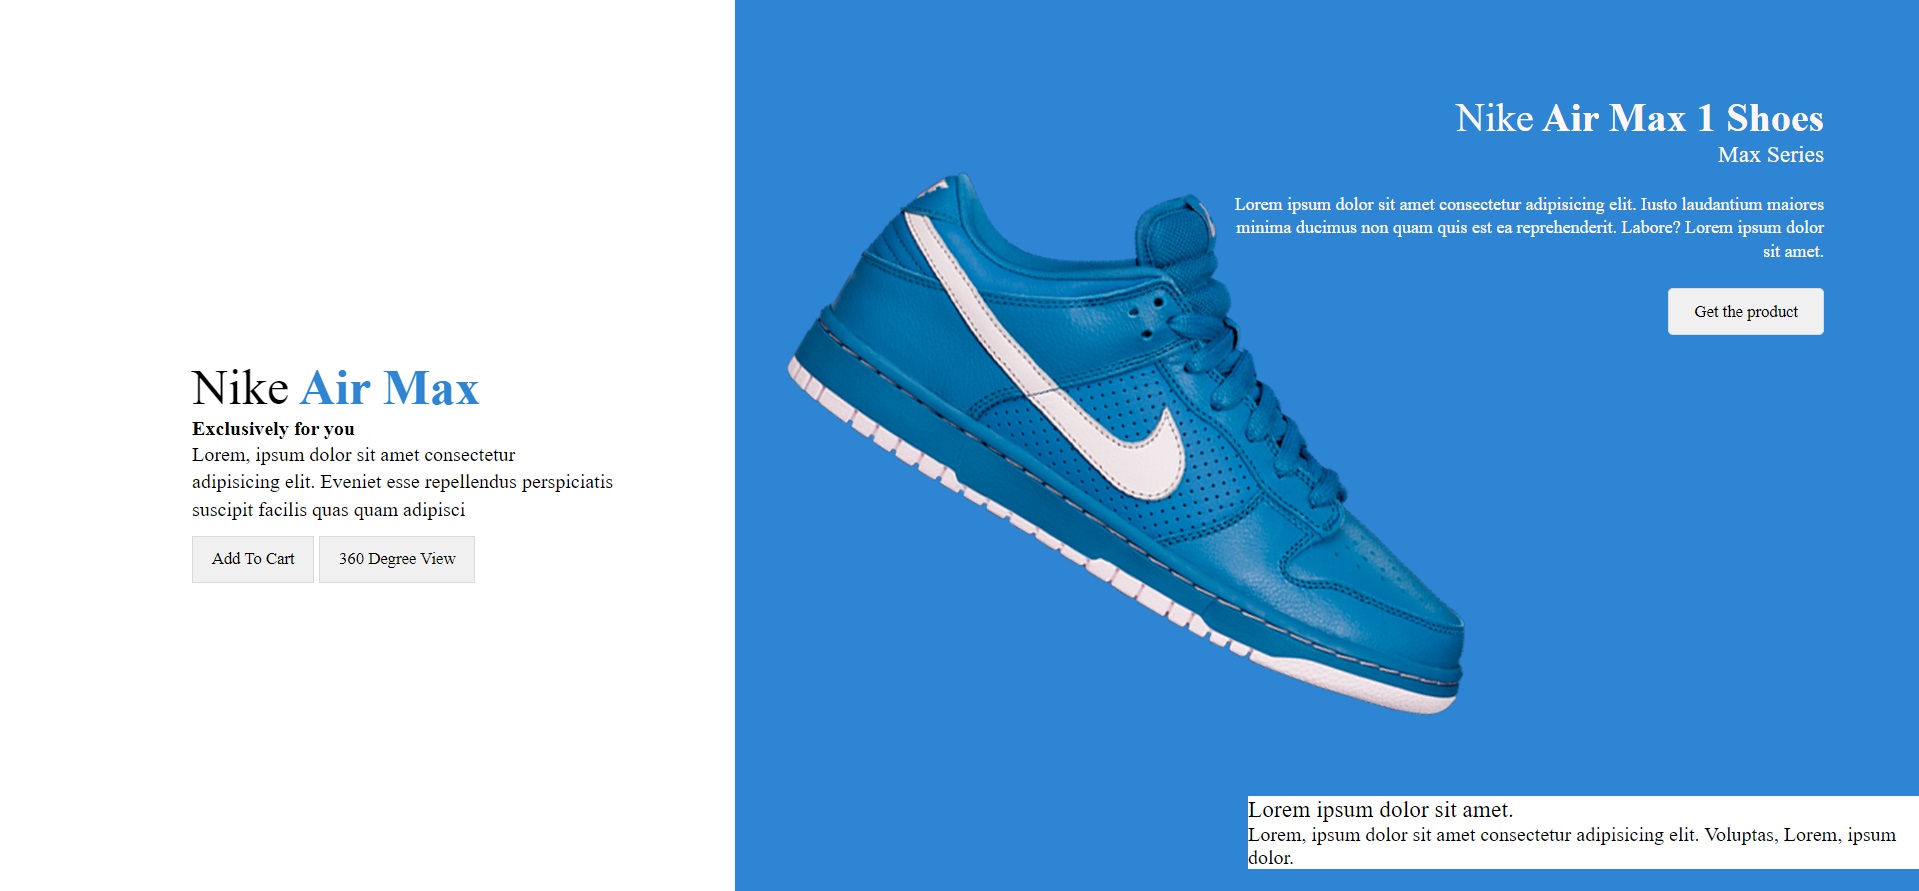 Nike Air Max
Exclusively for you
Lorem, ipsum dolor sit amet consectetur
adipisicing elit. Eveniet esse repellendus perspiciatis
suscipit facilis quas quam adipisci
Add To Cart
360 Degree View
Nike Air Max 1 Shoes
Max Series
Lorem ipsum dolor sit amet consectetur adipisicing elit. Iusto laudantium maiores
minima ducimus non quam quis est ea reprehenderit. Labore? Lorem ipsum dolor
sit amet.
Get the product
Lorem ipsum dolor sit amet.
Lorem, ipsum dolor sit amet consectetur adipisicing elit. Voluptas, Lorem, ipsum
dolor.